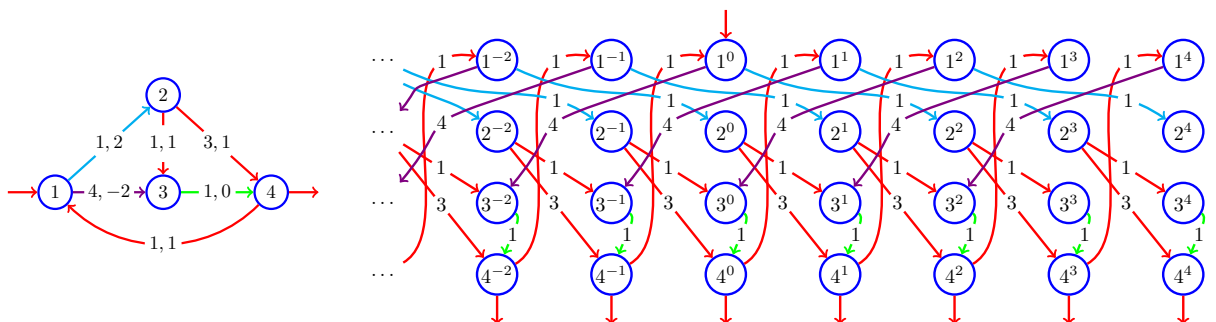 2
1, 2
1, 1
3, 1
1
4, −2
3
1, 0
4
1, 1
… 1 1^{-2} 1 1^{-1} 1 1^{0} 1 1^{1} 1 1^{2} 1 1^{3} 1 1^{4}
1 1 1 1 1 1
… 4 2^{-2} 2^{-1} 4 2^{0} 4 2^{1} 4 2^{2} 4 2^{3} 2^{4}
1 1 1 1 1 1 1
… 3 3^{-2} 3 3^{-1} 3 3^{0} 3 3^{1} 3 3^{2} 3 3^{3} 3 3^{4}
1 1 1 1 1 1 1
… 4^{-2} 4^{-1} 4^{0} 4^{1} 4^{2} 4^{3} 4^{4}